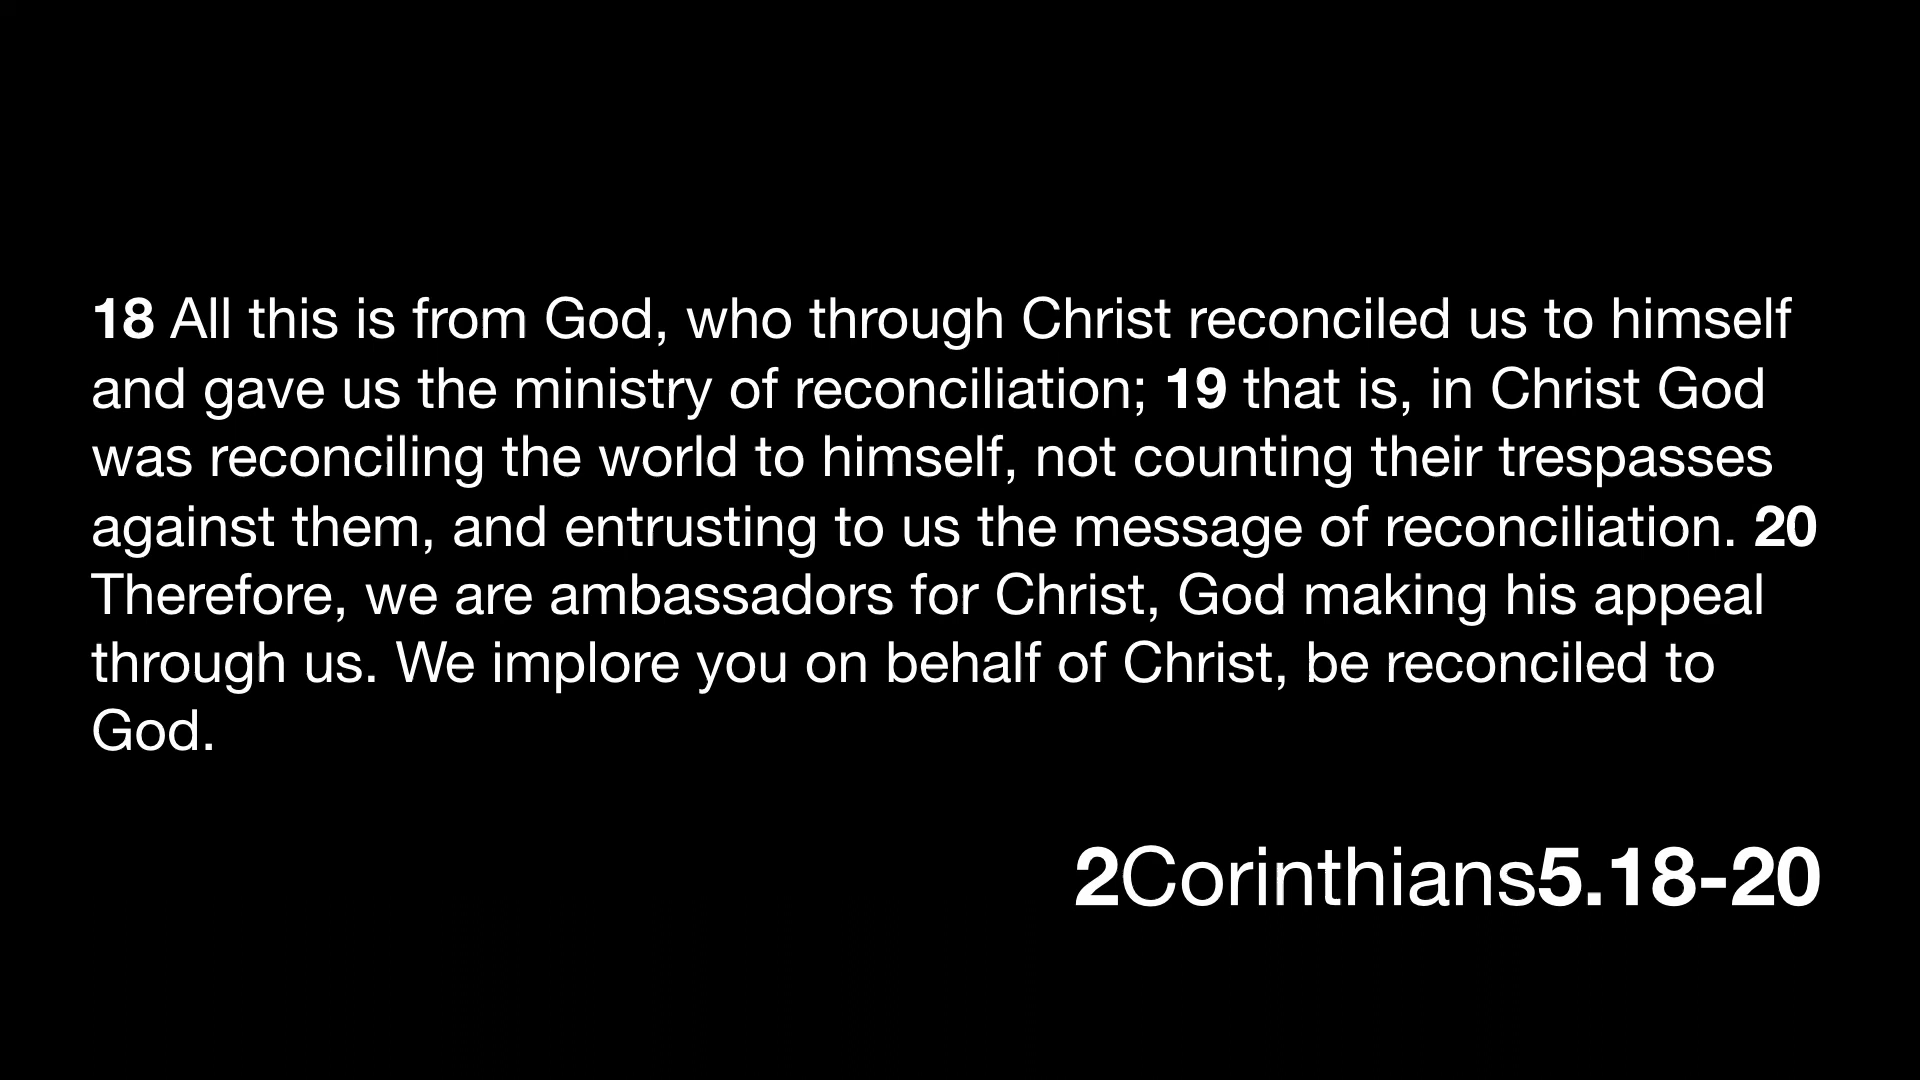 18 All this is from God, who through Christ reconciled us to himself
and gave us the ministry of reconciliation; 19 that is, in Christ God
was reconciling the world to himself, not counting their trespasses
against them, and entrusting to us the message of reconciliation. 20
Therefore, we are ambassadors for Christ, God making his appeal
through us. We implore you on behalf of Christ, be reconciled to
God.
2Corinthians5.18-20